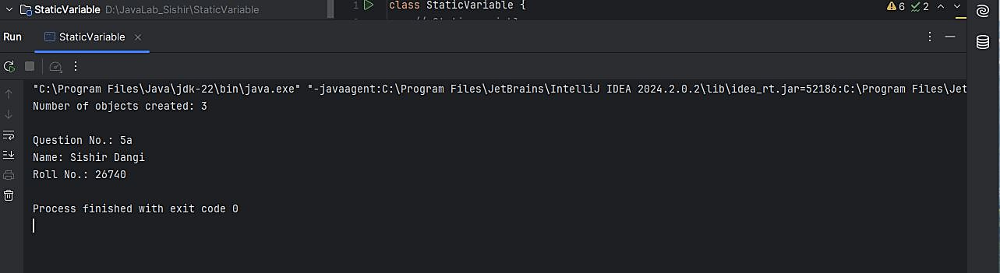 StaticVariable D:\JavaLab_Sishir\StaticVariable
1 class StaticVariable {
6 2
Run StaticVariable
"C:\Program Files\Java\jdk-22\bin\java.exe" "-javaagent:C:\Program Files\JetBrains\IntelliJ IDEA 2024.2.0.2\lib\idea_rt.jar=52186:C:\Program Files\Jet
Number of objects created: 3
Question No.: 5a
Name: Sishir Dangi
Roll No.: 26740
Process finished with exit code 0